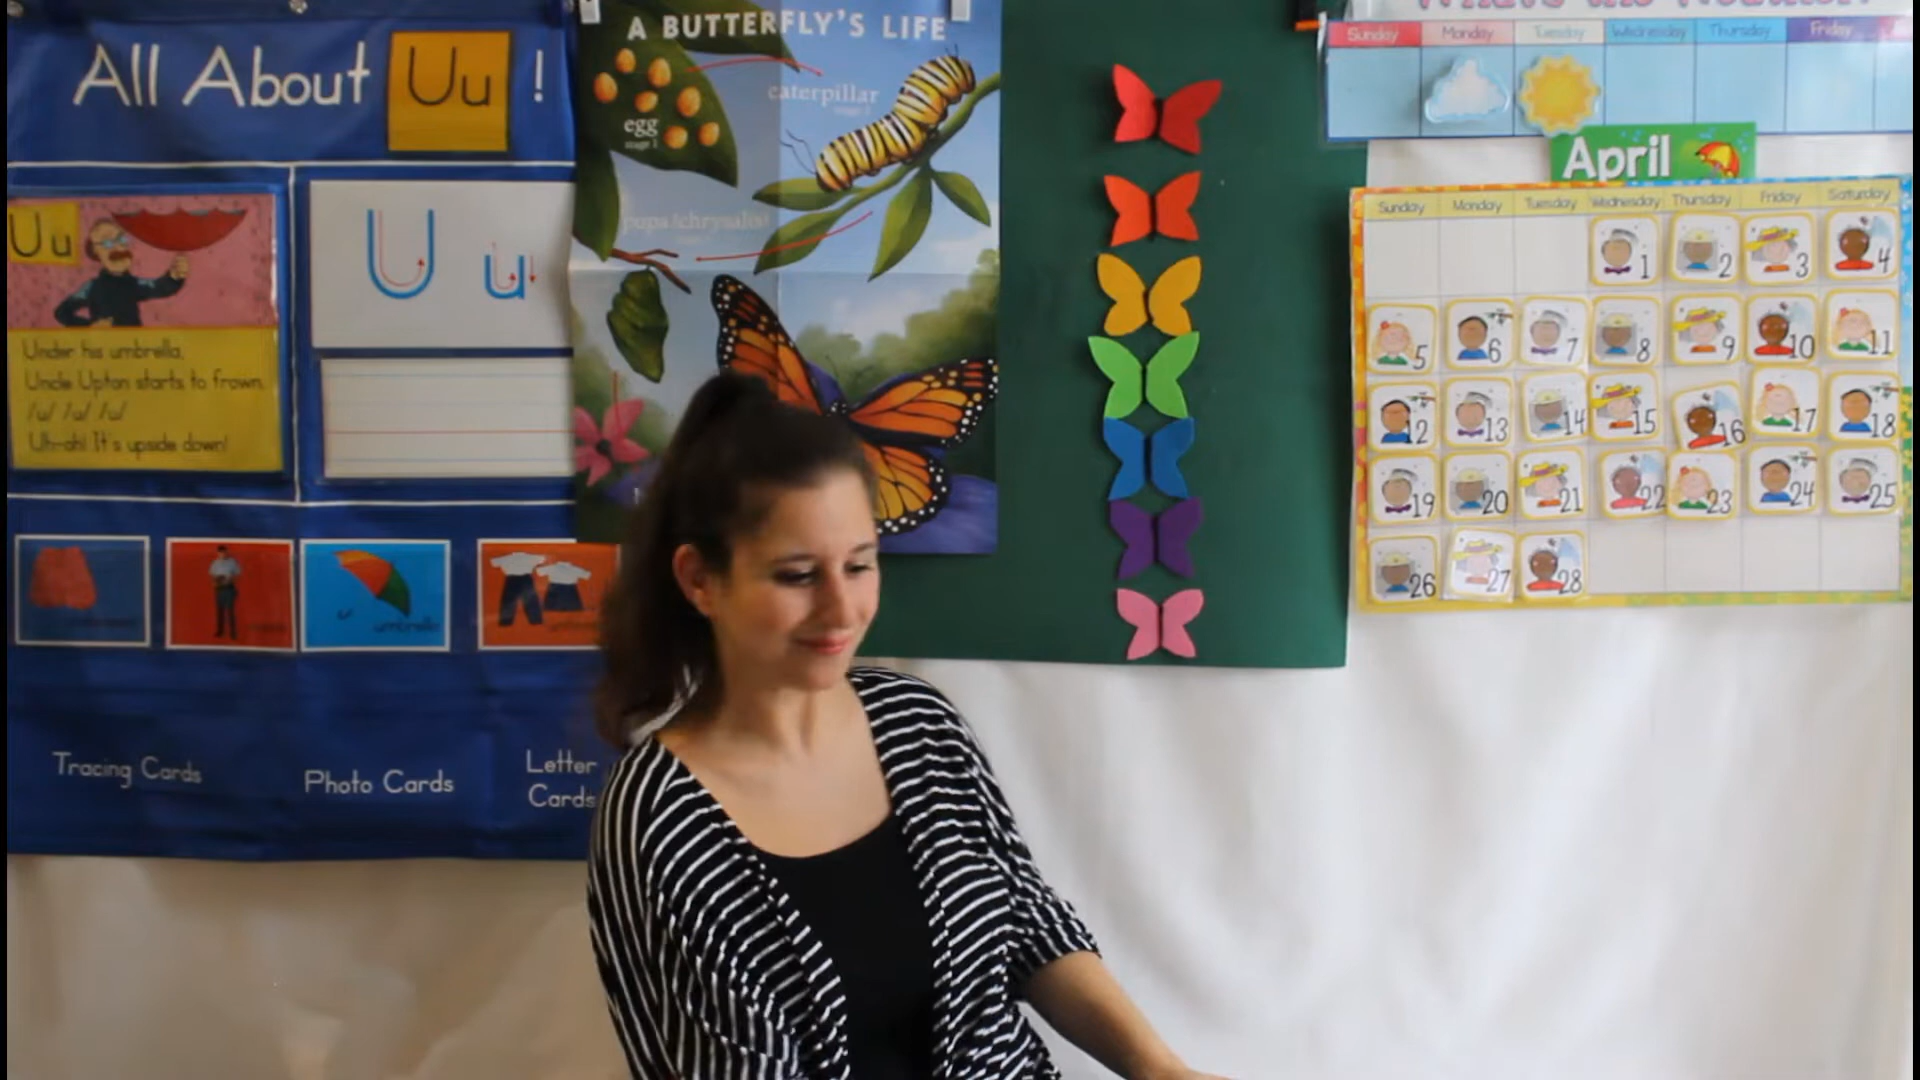 All About Uu !
Uu
Under his umbrella,
Uncle Upton starts to frown.
/u/ /u/ /u/
Uh-oh! It's upside down!
U u
umbrella
Tracing Cards
Photo Cards
Letter
Cards
A BUTTERFLY'S LIFE
egg
stage 1
caterpillar
pupa (chrysalis)
Sunday Monday Tuesday Wednesday Thursday Friday
April
Sunday Monday Tuesday Wednesday Thursday Friday Saturday
1 2 3 4
5 6 7 8 9 10 11
12 13 14 15 16 17 18
19 20 21 22 23 24 25
26 27 28